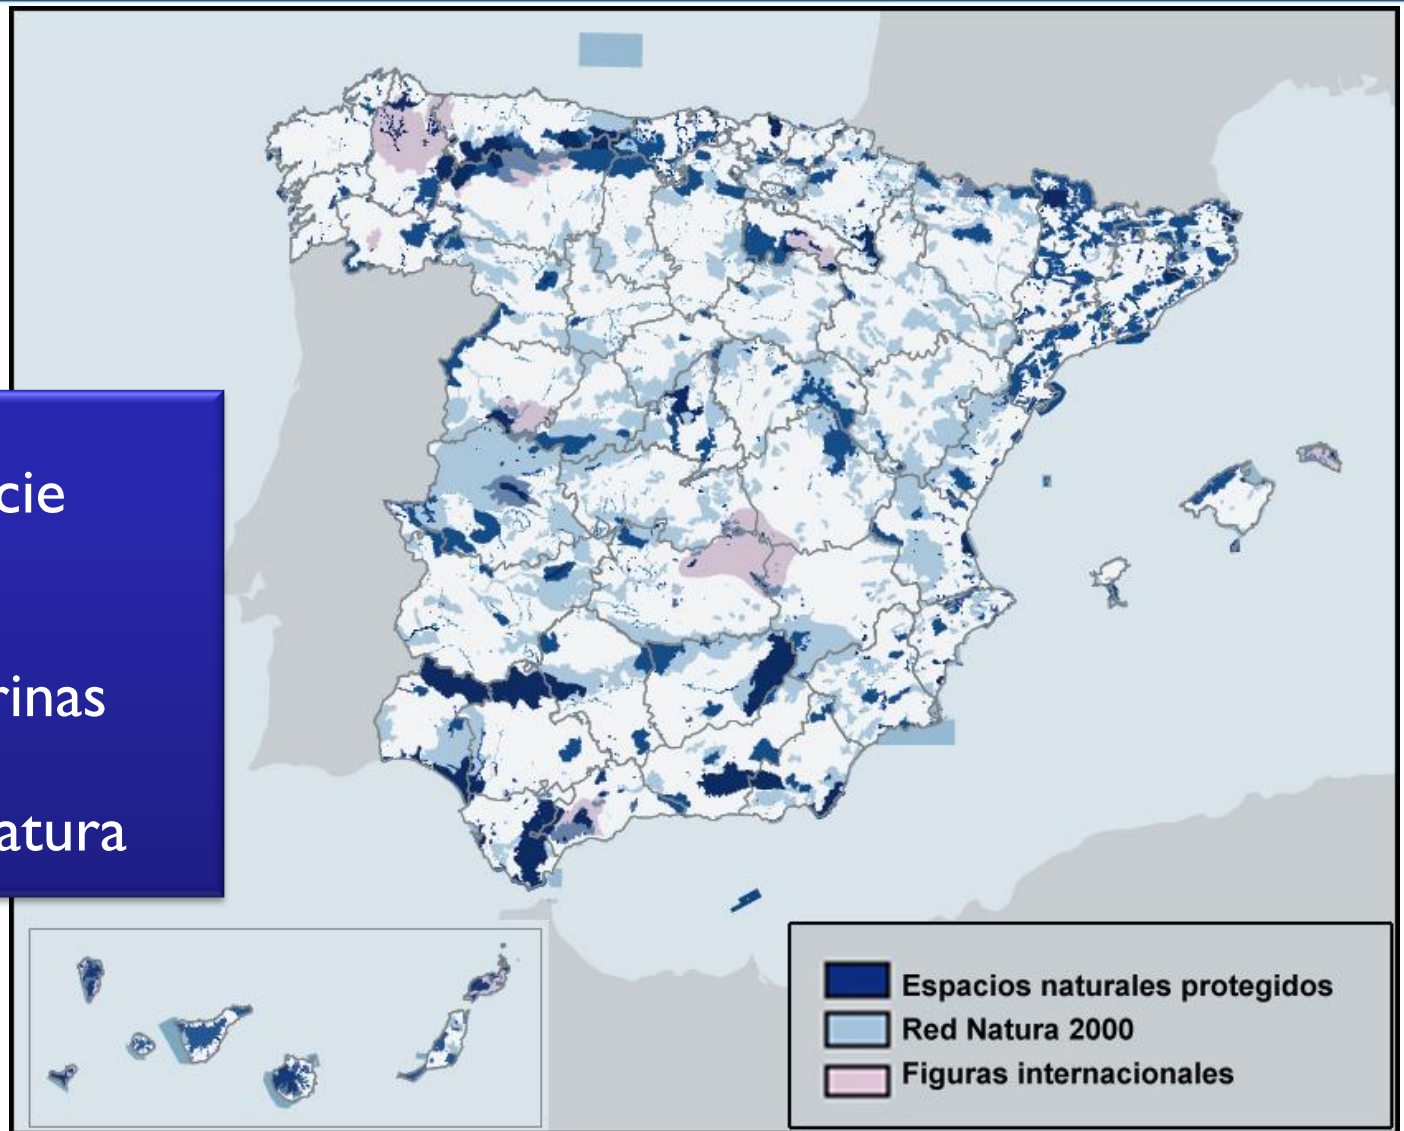 cie
rinas
atura
Espacios naturales protegidos
Red Natura 2000
Figuras internacionales